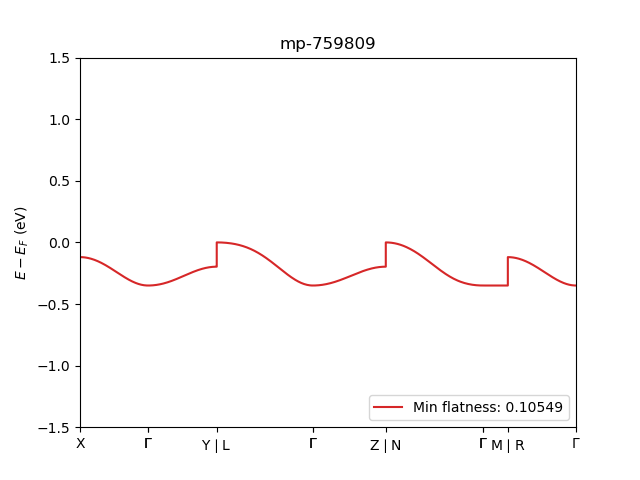 mp-759809
E − E_F (eV)
1.5
1.0
0.5
0.0
−0.5
−1.0
−1.5
X Γ Y | L Γ Z | N Γ M | R Γ
Min flatness: 0.10549